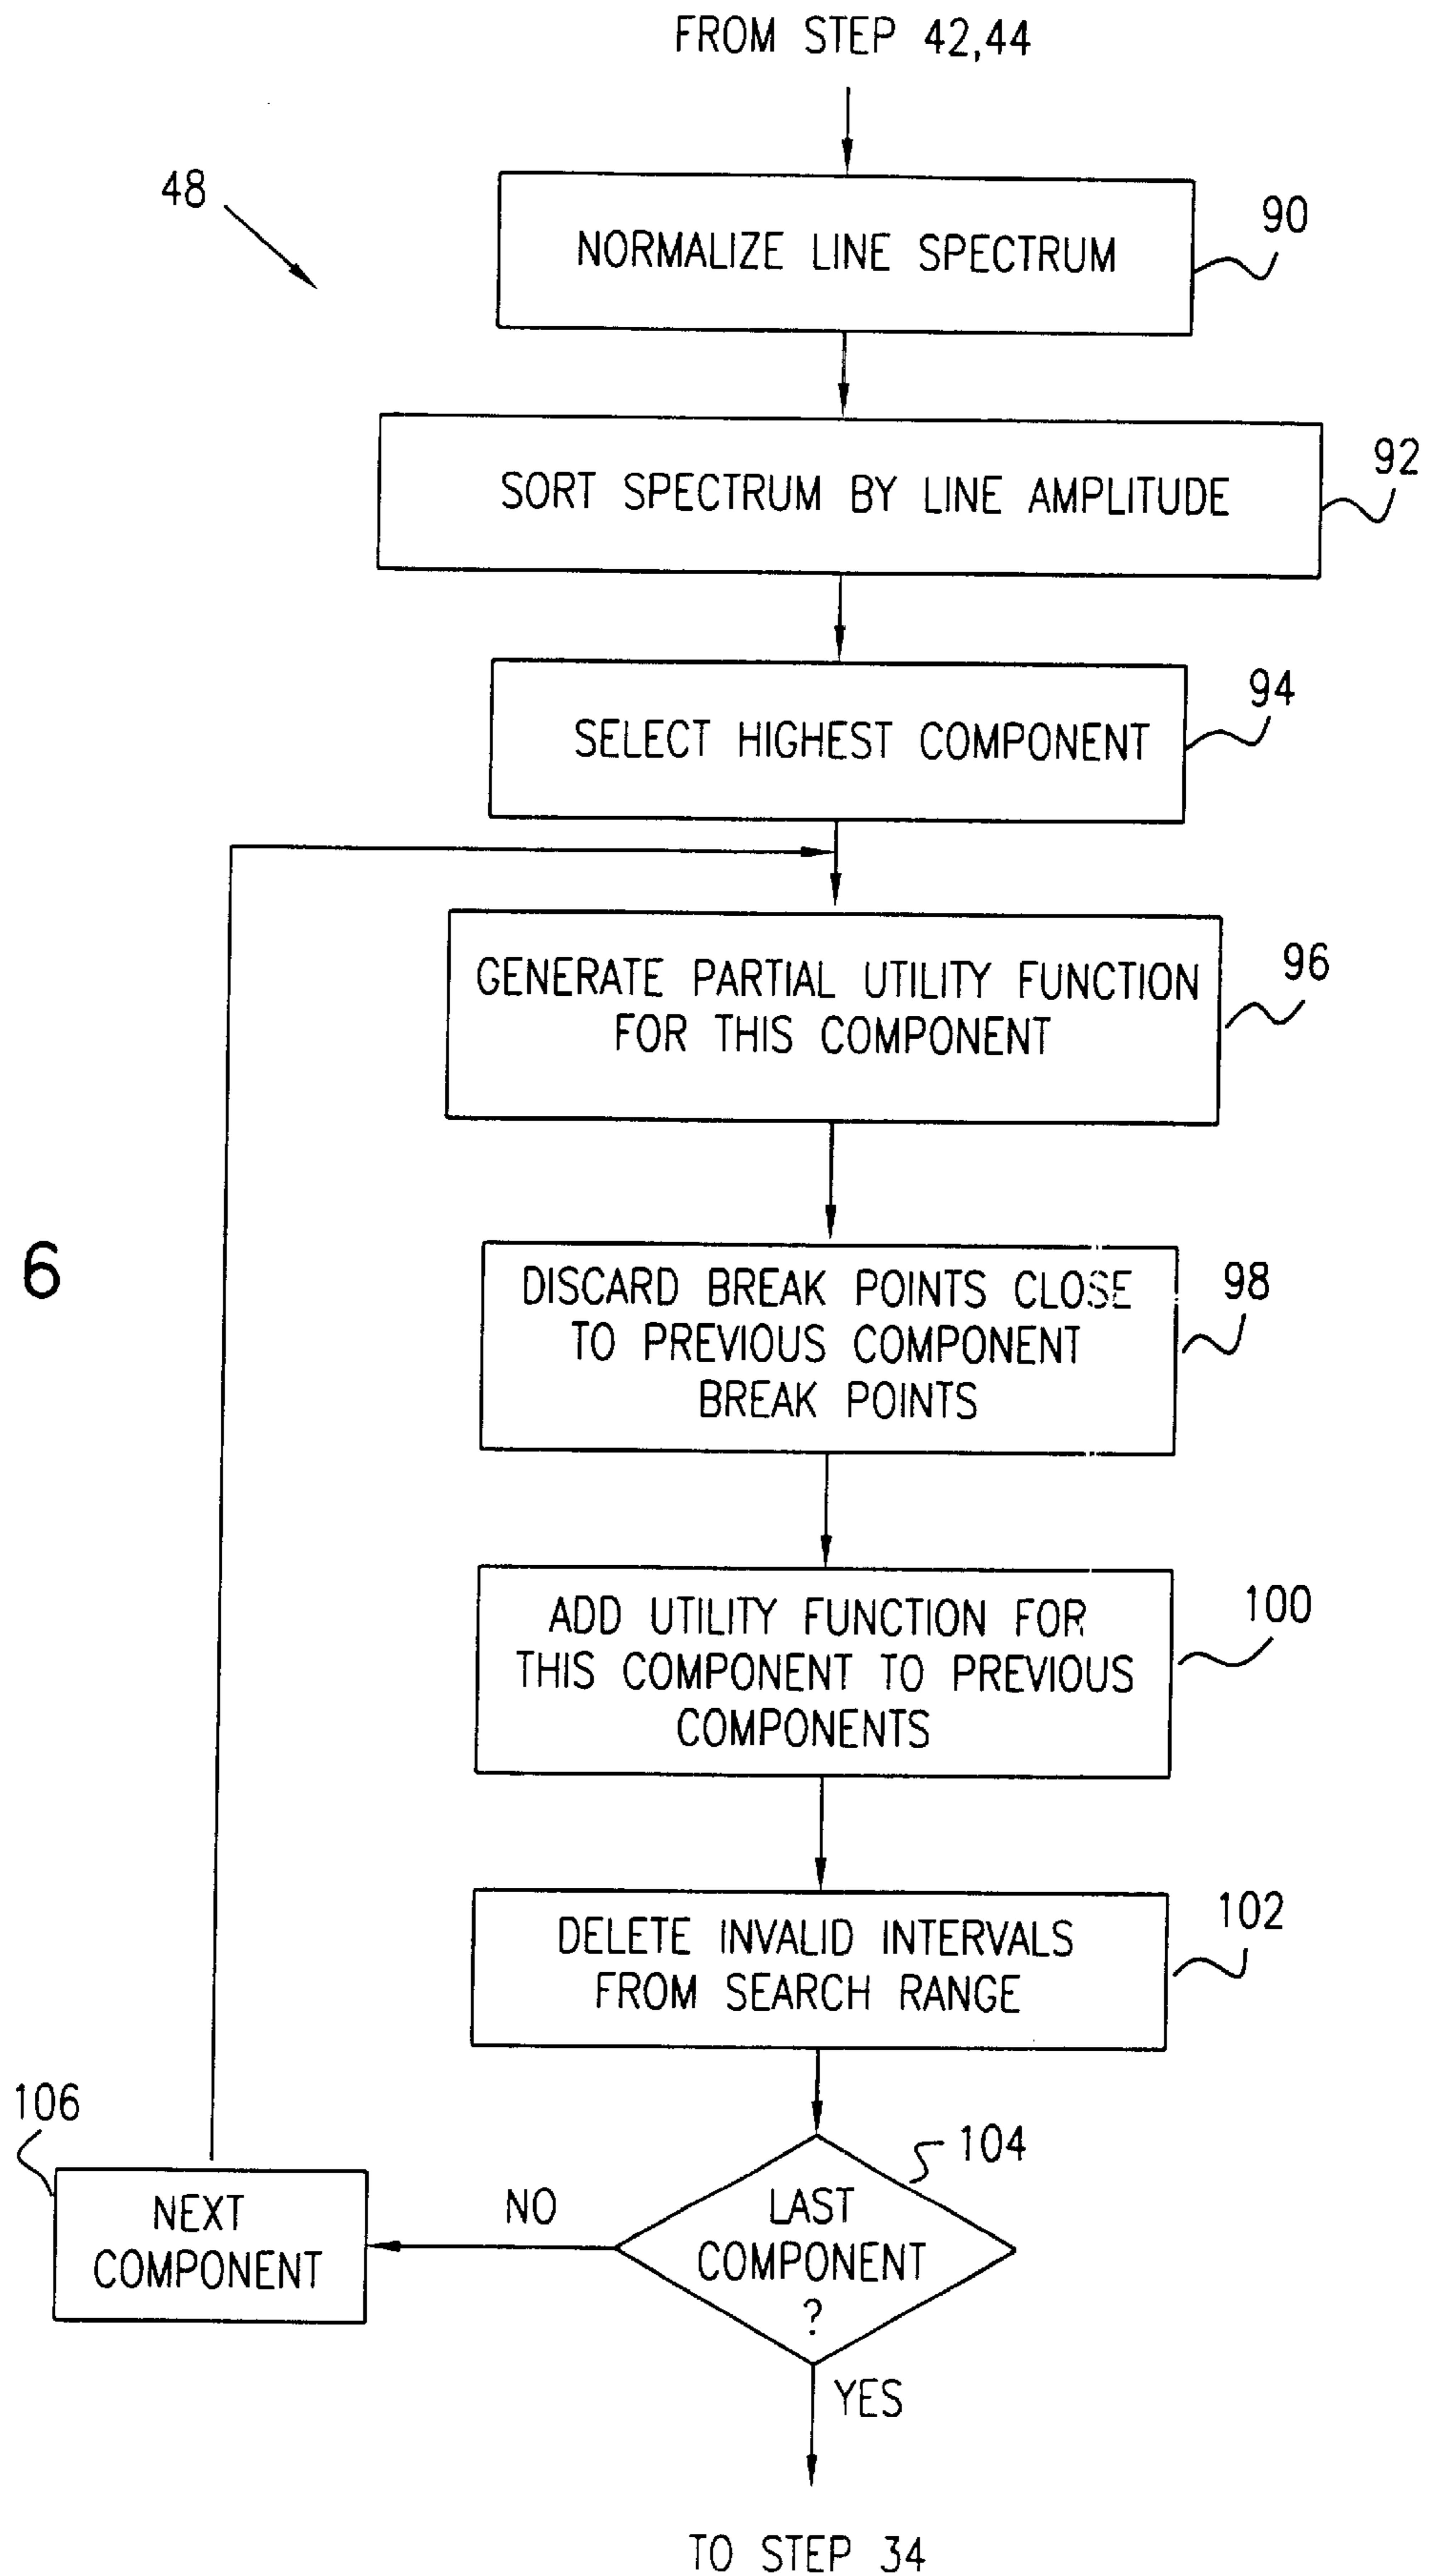 FROM STEP 42,44
48
NORMALIZE LINE SPECTRUM
90
SORT SPECTRUM BY LINE AMPLITUDE
92
SELECT HIGHEST COMPONENT
94
GENERATE PARTIAL UTILITY FUNCTION
FOR THIS COMPONENT
96
6
DISCARD BREAK POINTS CLOSE
TO PREVIOUS COMPONENT
BREAK POINTS
98
ADD UTILITY FUNCTION FOR
THIS COMPONENT TO PREVIOUS
COMPONENTS
100
DELETE INVALID INTERVALS
FROM SEARCH RANGE
102
106
NEXT
COMPONENT
NO
LAST
COMPONENT
?
104
YES
TO STEP 34